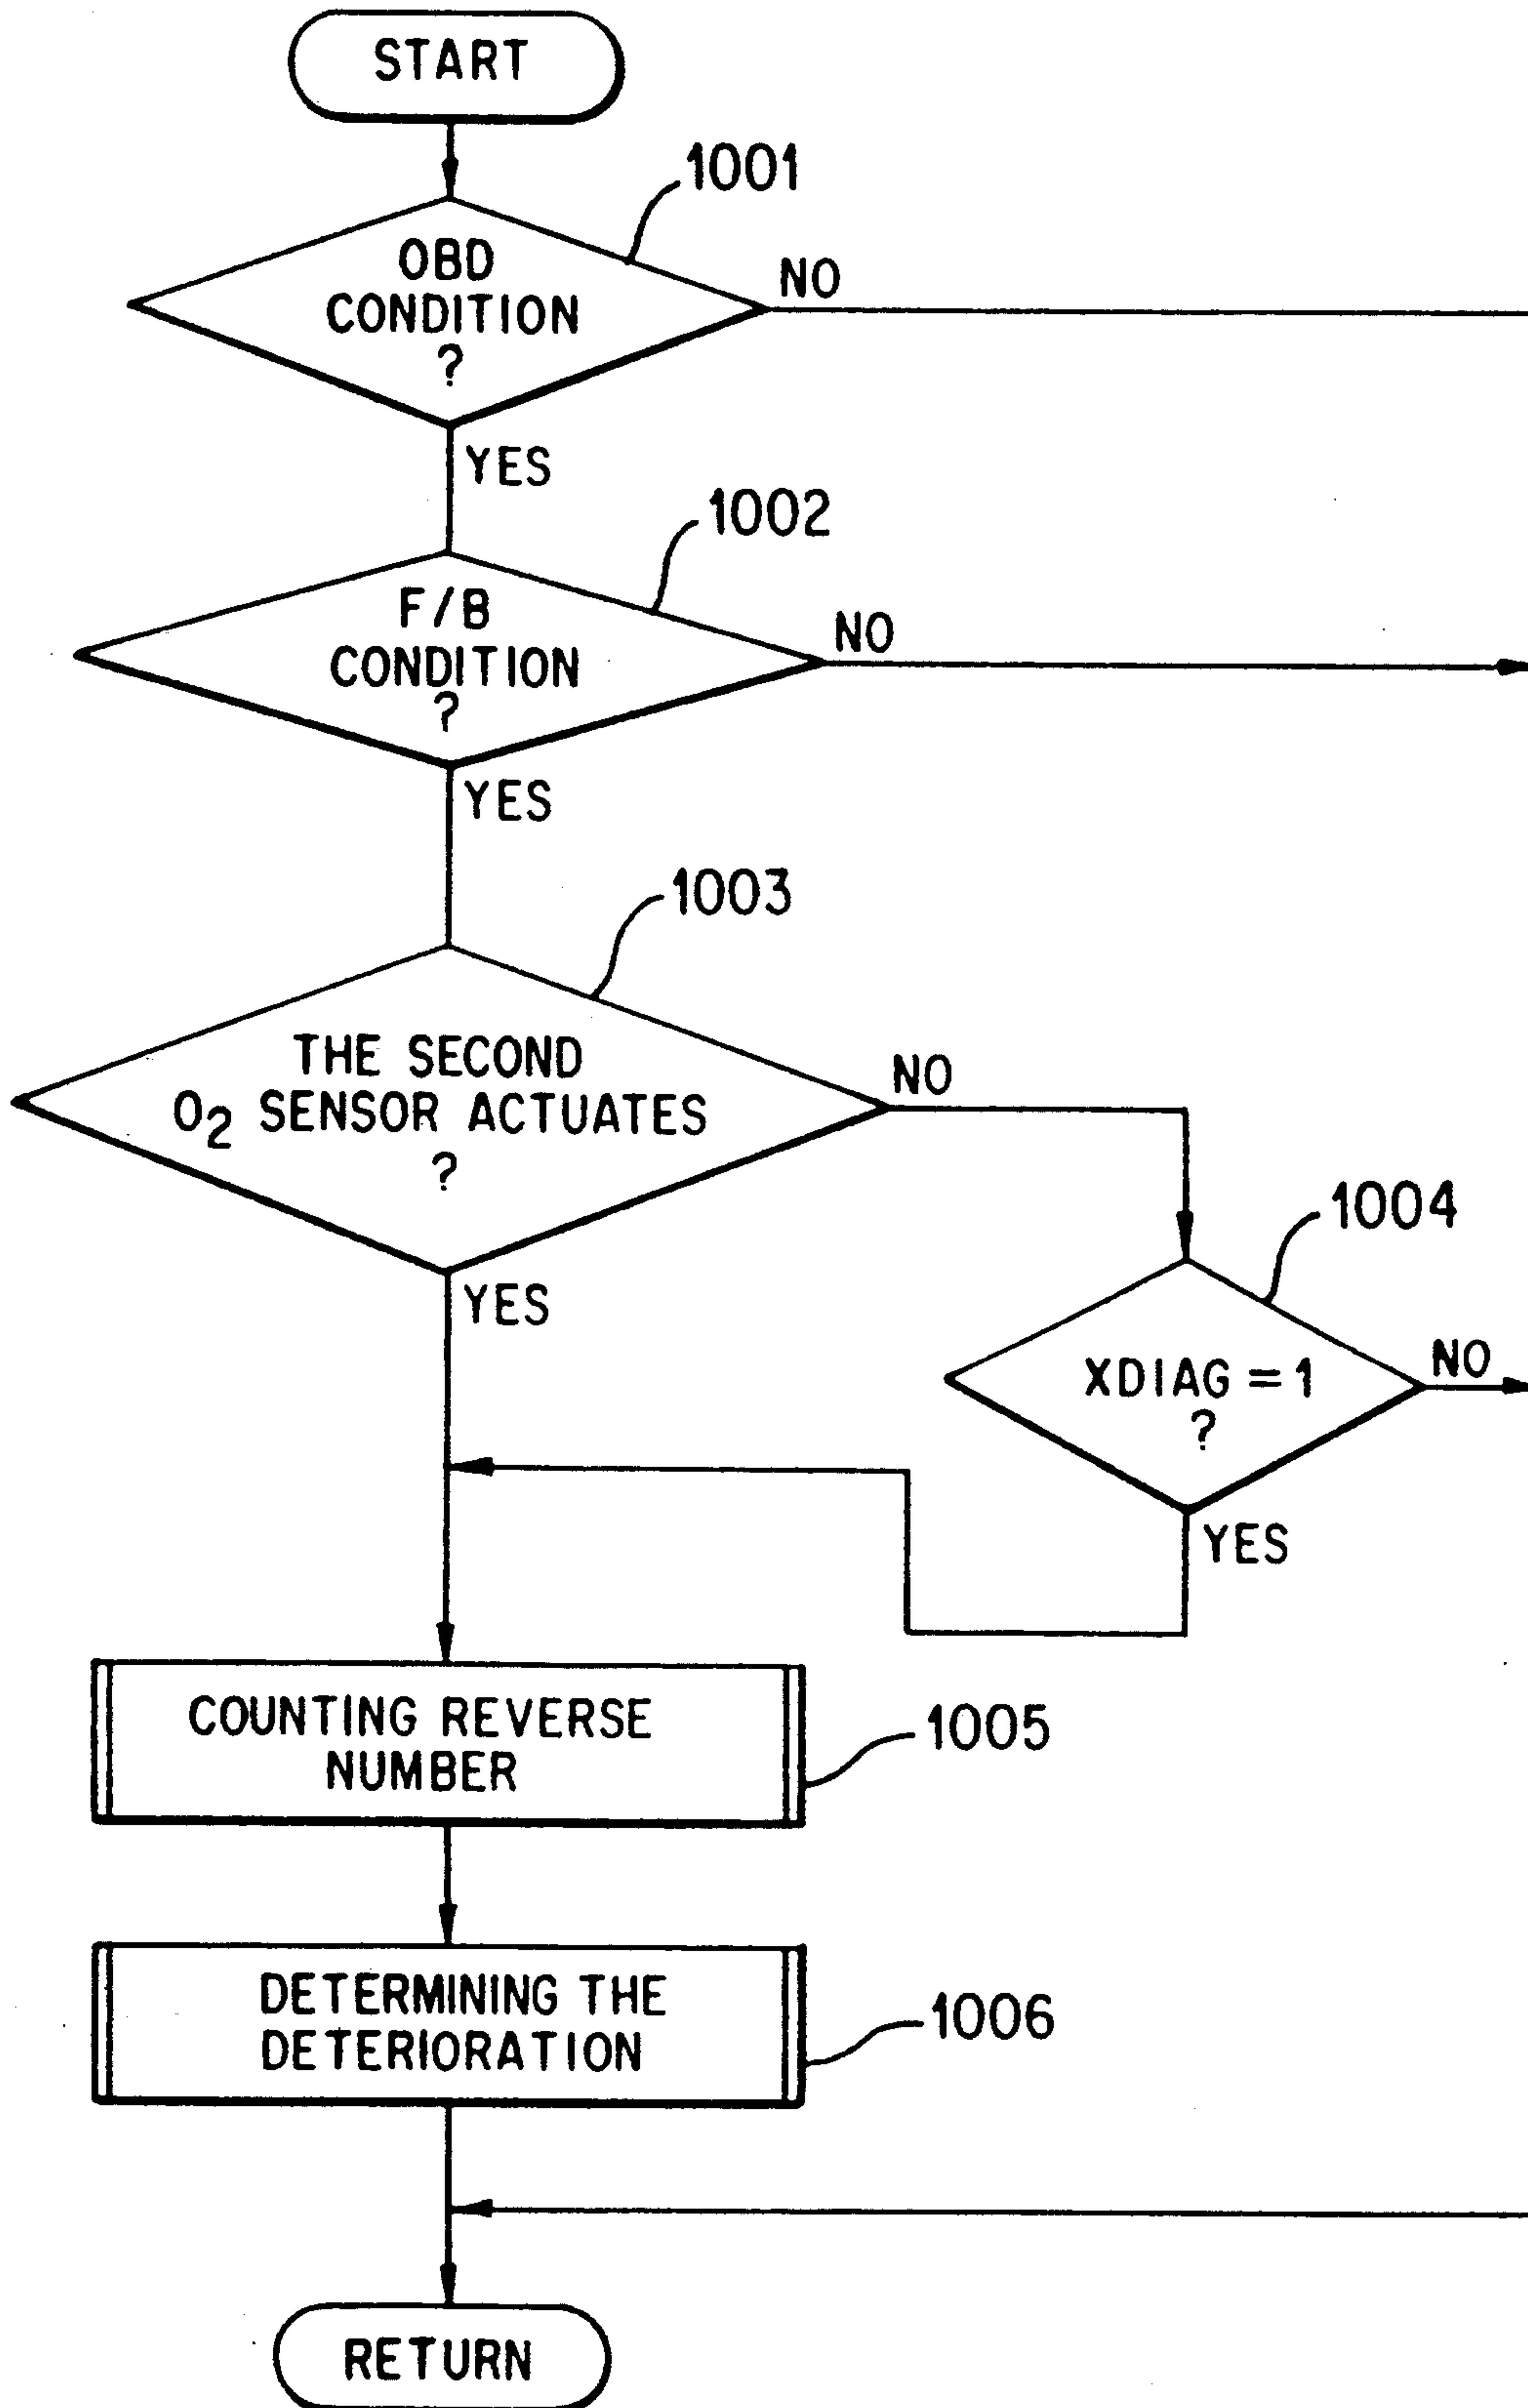 START
1001
OBD
CONDITION
?
NO
YES
1002
F/B
CONDITION
?
NO
YES
1003
THE SECOND
O2 SENSOR ACTUATES
?
NO
YES
1004
XDIAG = 1
?
NO
YES
COUNTING REVERSE
NUMBER
1005
DETERMINING THE
DETERIORATION
1006
RETURN